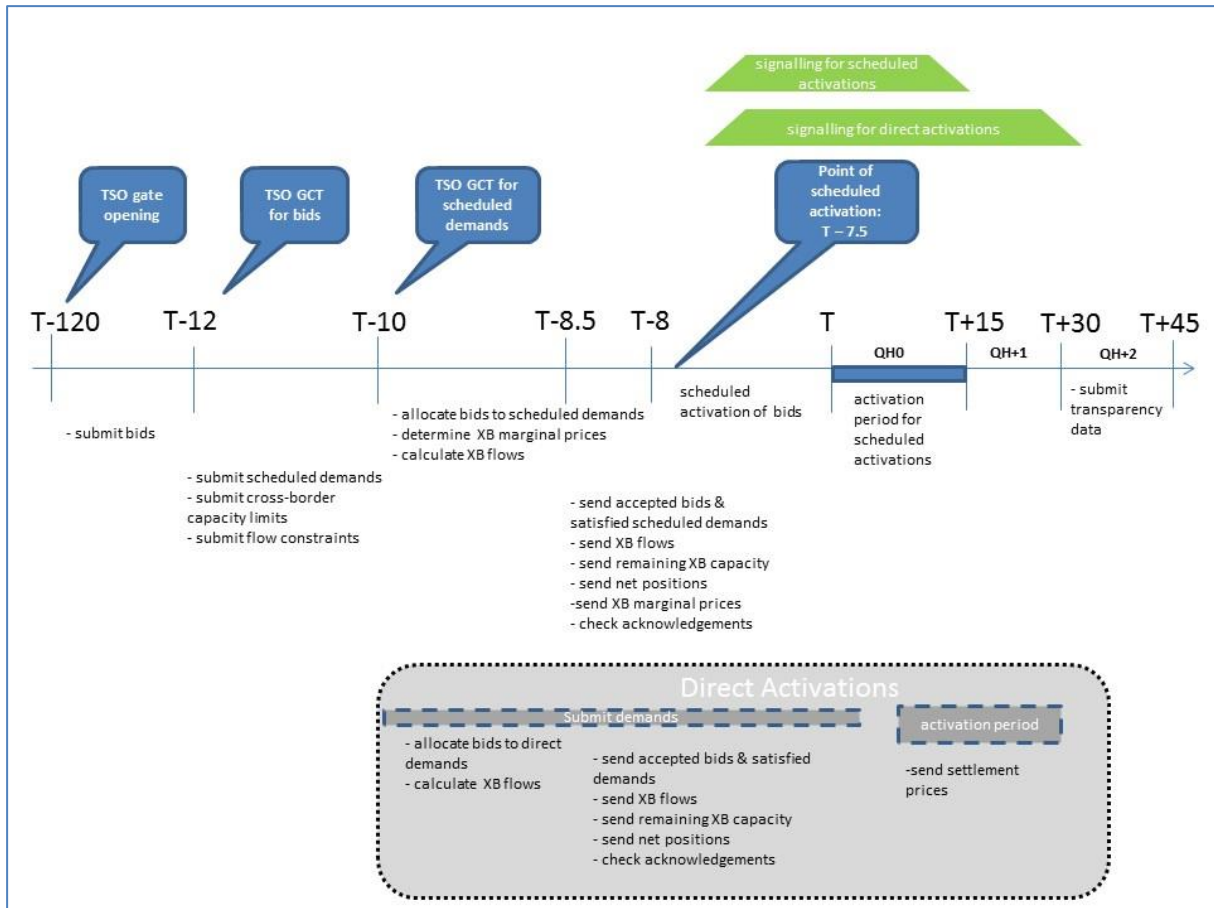 signalling for scheduled
activations
signalling for direct activations
TSO gate
opening
TSO GCT
for bids
TSO GCT for
scheduled
demands
Point of
scheduled
activation:
T – 7.5
T-120
T-12
T-10
T-8.5
T-8
T
T+15
T+30
T+45
QH0
QH+1
QH+2
- submit bids
- submit scheduled demands
- submit cross-border
capacity limits
- submit flow constraints
- allocate bids to scheduled demands
- determine XB marginal prices
- calculate XB flows
- send accepted bids &
satisfied scheduled demands
- send XB flows
- send remaining XB capacity
- send net positions
-send XB marginal prices
- check acknowledgements
scheduled
activation of bids
activation
period for
scheduled
activations
- submit
transparency
data
Direct Activations
Submit demands
activation period
- allocate bids to direct
demands
- calculate XB flows
- send accepted bids & satisfied
demands
- send XB flows
- send remaining XB capacity
- send net positions
- check acknowledgements
-send settlement
prices